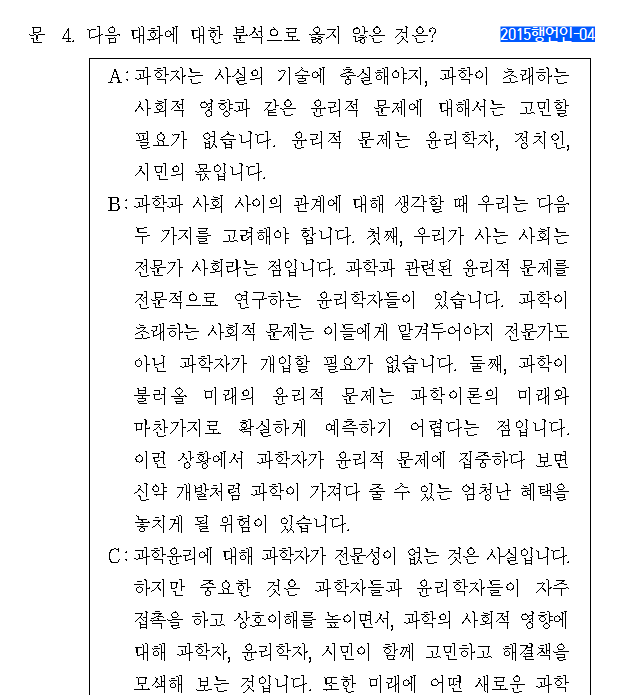 문 4. 다음 대화에 대한 분석으로 옳지 않은 것은? 2015행언인-04
A: 과학자는 사실의 기술에 충실해야지, 과학이 초래하는
사회적 영향과 같은 윤리적 문제에 대해서는 고민할
필요가 없습니다. 윤리적 문제는 윤리학자, 정치인,
시민의 몫입니다.
B: 과학과 사회 사이의 관계에 대해 생각할 때 우리는 다음
두 가지를 고려해야 합니다. 첫째, 우리가 사는 사회는
전문가 사회라는 점입니다. 과학과 관련된 윤리적 문제를
전문적으로 연구하는 윤리학자들이 있습니다. 과학이
초래하는 사회적 문제는 이들에게 맡겨두어야지 전문가도
아닌 과학자가 개입할 필요가 없습니다. 둘째, 과학이
불러올 미래의 윤리적 문제는 과학이론의 미래와
마찬가지로 확실하게 예측하기 어렵다는 점입니다.
이런 상황에서 과학자가 윤리적 문제에 집중하다 보면
신약 개발처럼 과학이 가져다 줄 수 있는 엄청난 혜택을
놓치게 될 위험이 있습니다.
C: 과학윤리에 대해 과학자가 전문성이 없는 것은 사실입니다.
하지만 중요한 것은 과학자들과 윤리학자들이 자주
접촉을 하고 상호이해를 높이면서, 과학의 사회적 영향에
대해 과학자, 윤리학자, 시민이 함께 고민하고 해결책을
모색해 보는 것입니다. 또한 미래에 어떤 새로운 과학